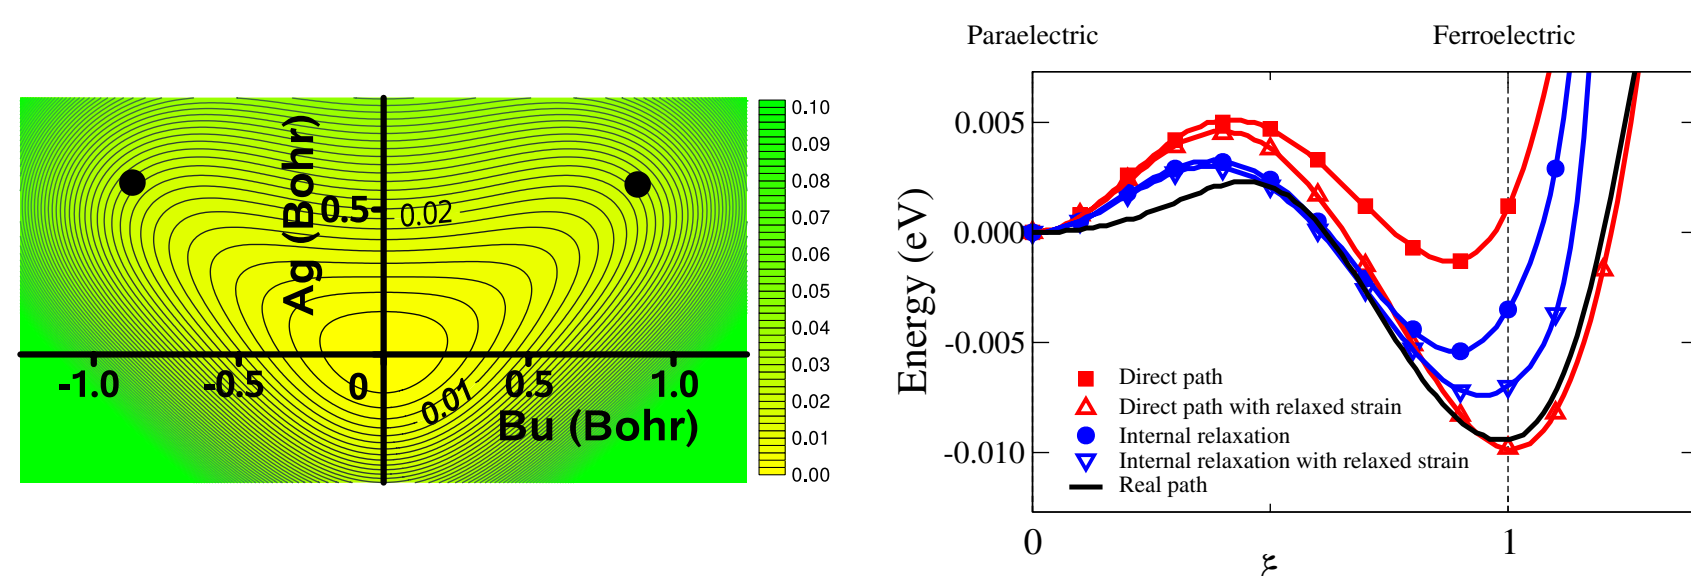 Paraelectric
Ferroelectric
Ag (Bohr)
0.5
0.02
0.01
-1.0
-0.5
0
0.5
1.0
Bu (Bohr)
0.10
0.09
0.08
0.07
0.06
0.05
0.04
0.03
0.02
0.01
0.00
Energy (eV)
0.005
0.000
-0.005
-0.010
Direct path
Direct path with relaxed strain
Internal relaxation
Internal relaxation with relaxed strain
Real path
0
1
ξ